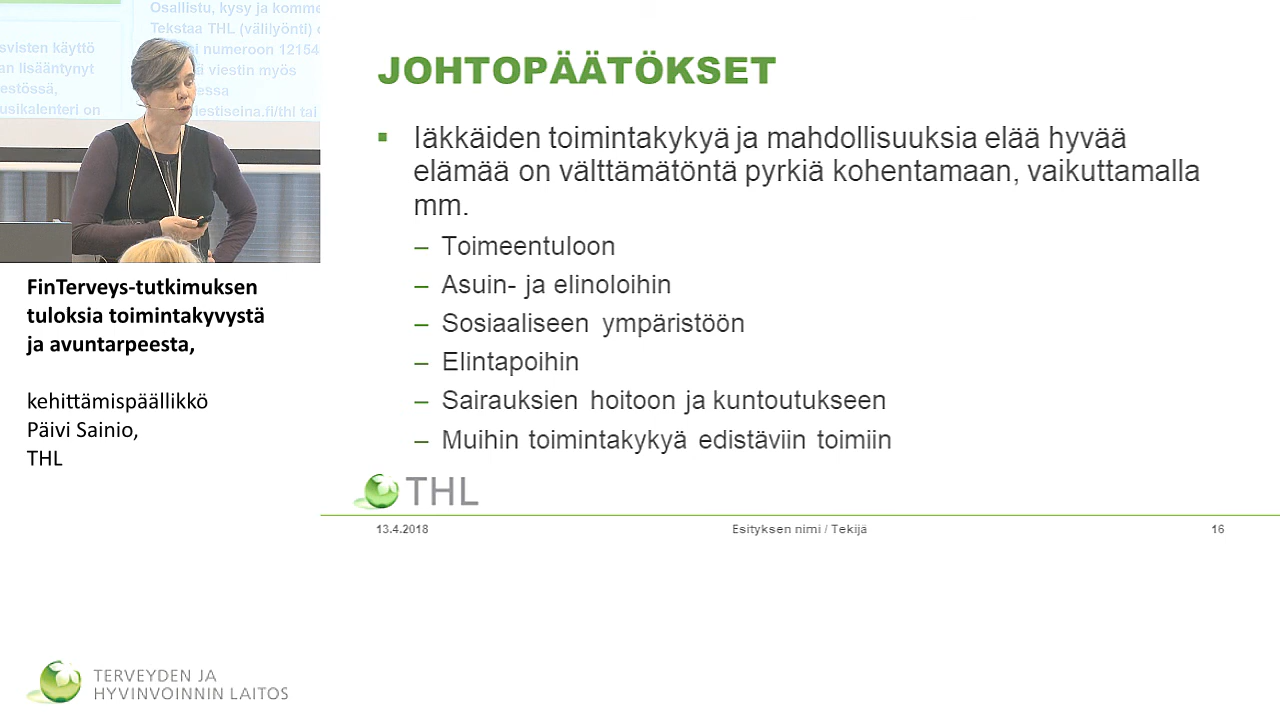 Osallistu, kysy ja komme
Tekstaa THL (välilyönti)
svisten käyttö
numeroon 12154
an lisääntynyt
viestin myös
estössä,
essa
usikalenteri on
iestiseina.fi/thl tai
FinTerveys-tutkimuksen
tuloksia toimintakyvystä
ja avuntarpeesta,
kehittämispäällikkö
Päivi Sainio,
THL
JOHTOPÄÄTÖKSET
▪ Iäkkäiden toimintakykyä ja mahdollisuuksia elää hyvää
elämää on välttämätöntä pyrkiä kohentamaan, vaikuttamalla
mm.
– Toimeentuloon
– Asuin- ja elinoloihin
– Sosiaaliseen ympäristöön
– Elintapoihin
– Sairauksien hoitoon ja kuntoutukseen
– Muihin toimintakykyä edistäviin toimiin
THL
13.4.2018 Esityksen nimi / Tekijä 16
TERVEYDEN JA
HYVINVOINNIN LAITOS